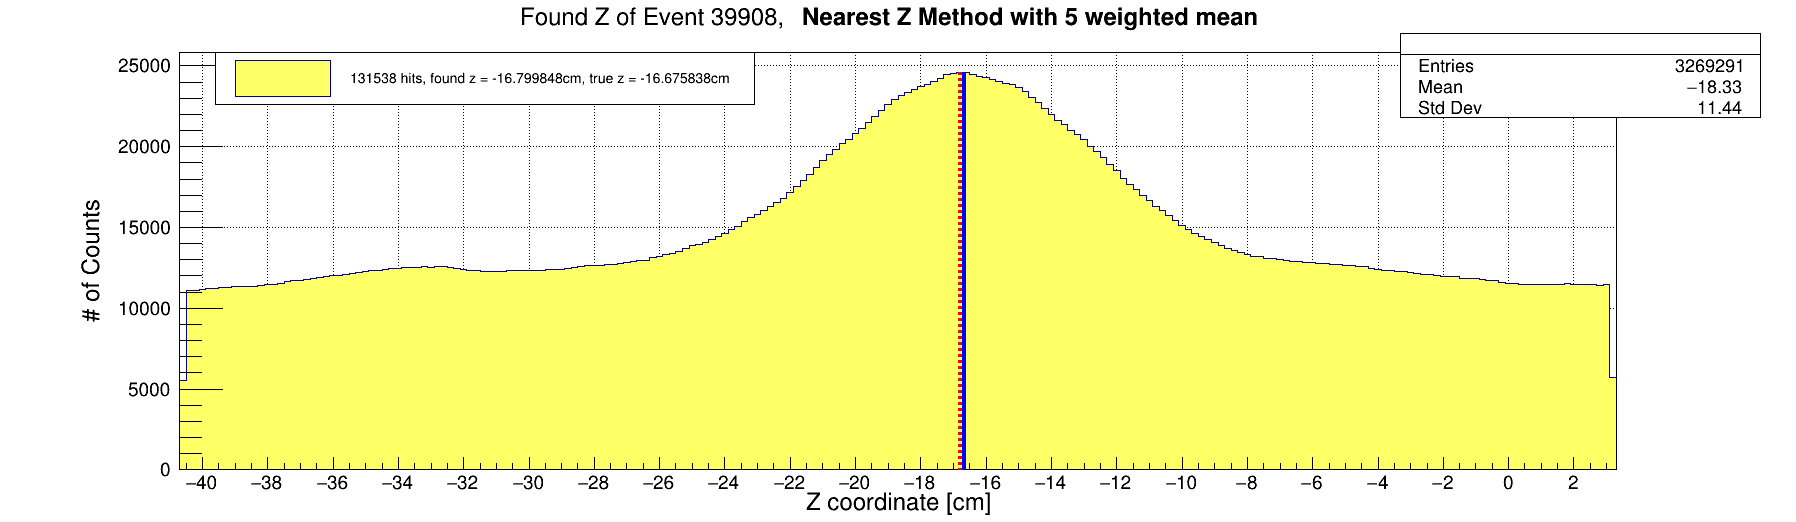 Found Z of Event 39908, Nearest Z Method with 5 weighted mean
131538 hits, found z = -16.799848cm, true z = -16.675838cm
Entries 3269291
Mean −18.33
Std Dev 11.44
25000
20000
15000
10000
5000
0
# of Counts
−40 −38 −36 −34 −32 −30 −28 −26 −24 −22 −20 −18 −16 −14 −12 −10 −8 −6 −4 −2 0 2
Z coordinate [cm]